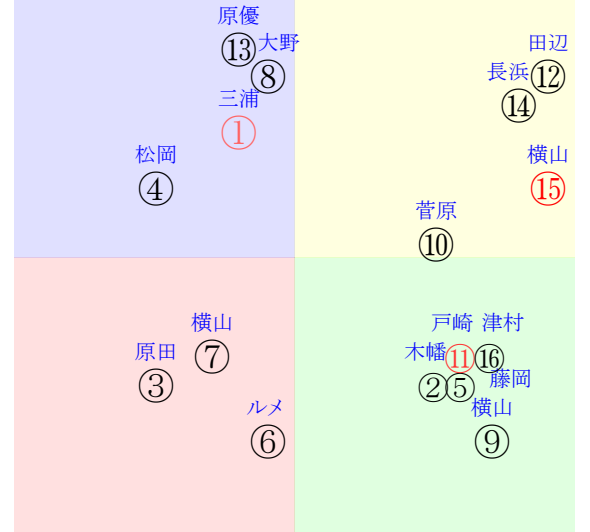 原優
⑬
大野
⑧
三浦
①
松岡
④
田辺
⑫
長浜
⑭
横山
⑮
菅原
⑩
横山
⑦
原田
③
ルメ
⑥
戸崎
⑪
津村
⑯
木幡
②
⑤
藤岡
横山
⑨